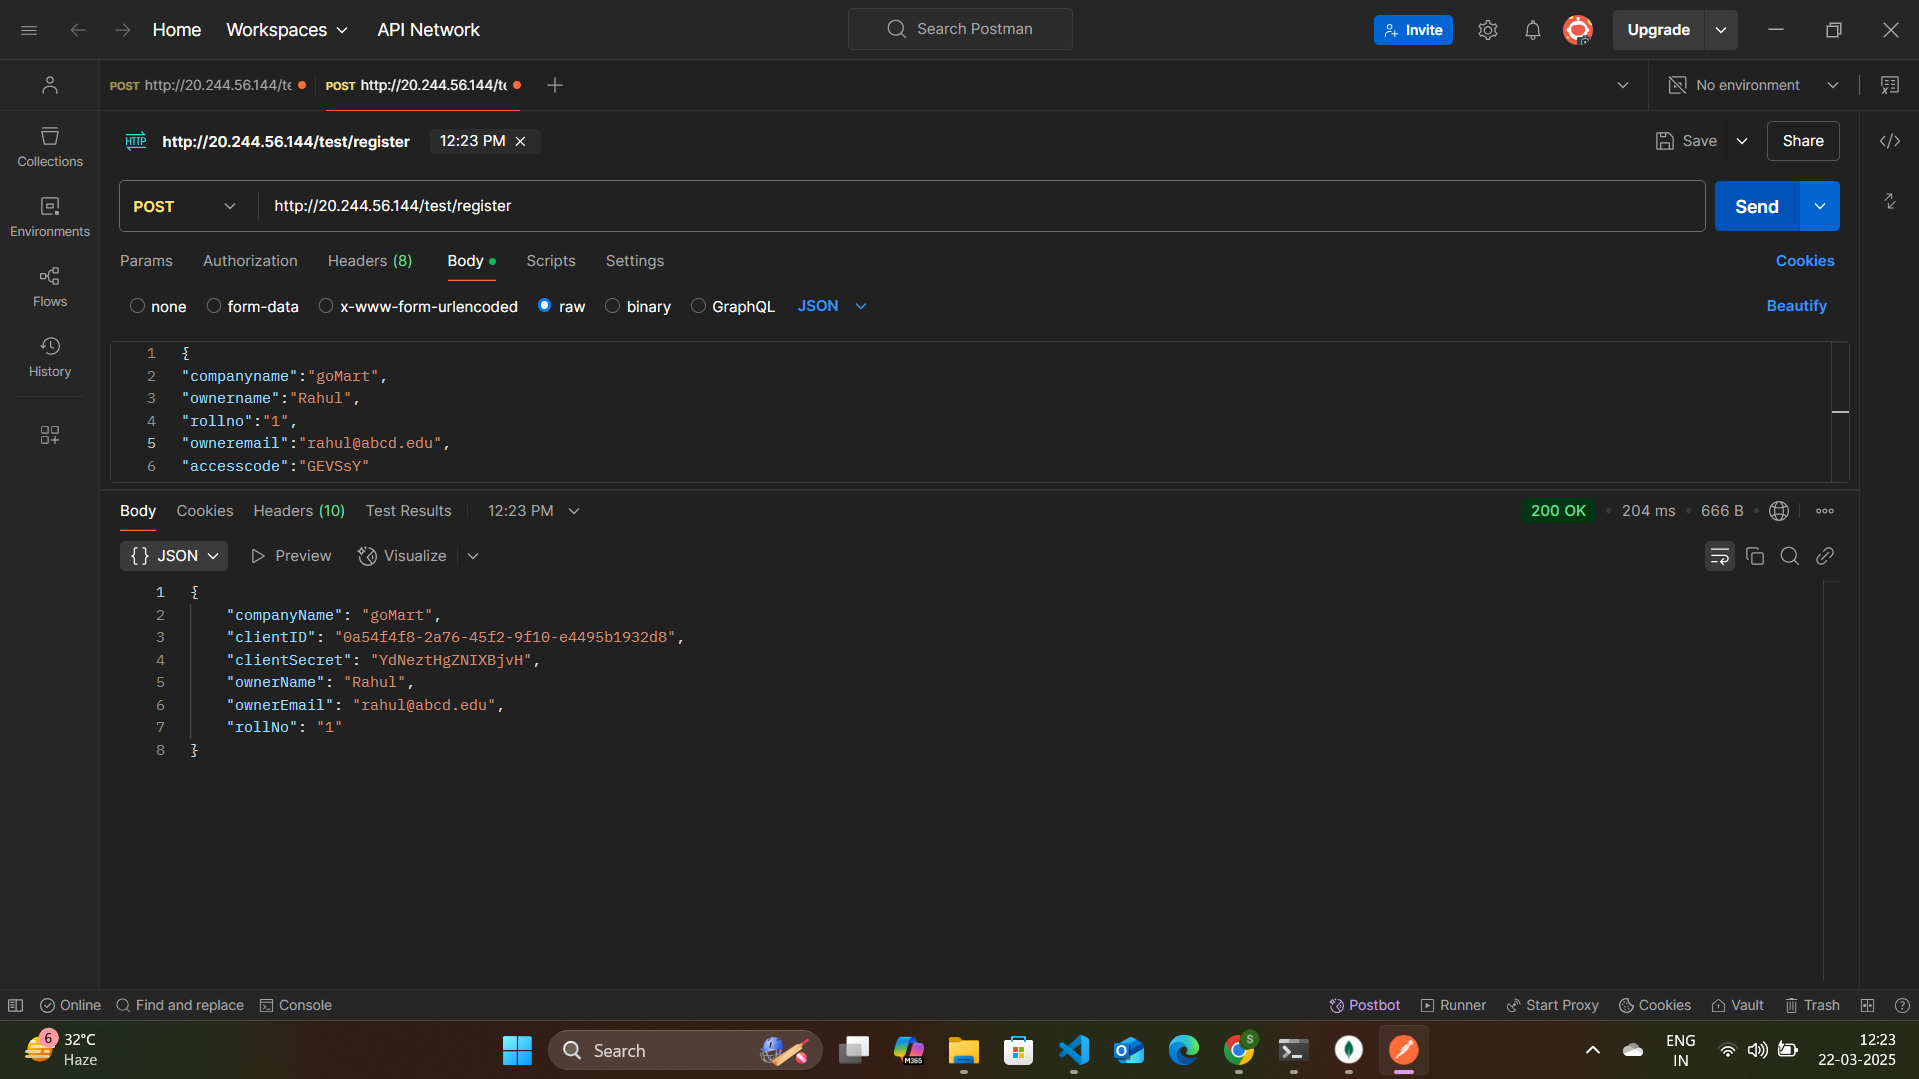 Home
Workspaces
API Network
Search Postman
Invite
Upgrade
POST http://20.244.56.144/te
POST http://20.244.56.144/te
No environment
HTTP
http://20.244.56.144/test/register
12:23 PM
Save
Share
Collections
Environments
Flows
History
POST
http://20.244.56.144/test/register
Send
Params
Authorization
Headers (8)
Body
Scripts
Settings
Cookies
none
form-data
x-www-form-urlencoded
raw
binary
GraphQL
JSON
Beautify
1 {
2 "companyname":"goMart",
3 "ownername":"Rahul",
4 "rollno":"1",
5 "owneremail":"rahul@abcd.edu",
6 "accesscode":"GEVSsY"
Body
Cookies
Headers (10)
Test Results
12:23 PM
200 OK
204 ms
666 B
{} JSON
Preview
Visualize
1 {
2 "companyName": "goMart",
3 "clientID": "0a54f4f8-2a76-45f2-9f10-e4495b1932d8",
4 "clientSecret": "YdNeztHgZNIXBjvH",
5 "ownerName": "Rahul",
6 "ownerEmail": "rahul@abcd.edu",
7 "rollNo": "1"
8 }
Online
Find and replace
Console
Postbot
Runner
Start Proxy
Cookies
Vault
Trash
6
32°C
Haze
Search
M365
S
ENG
IN
12:23
22-03-2025